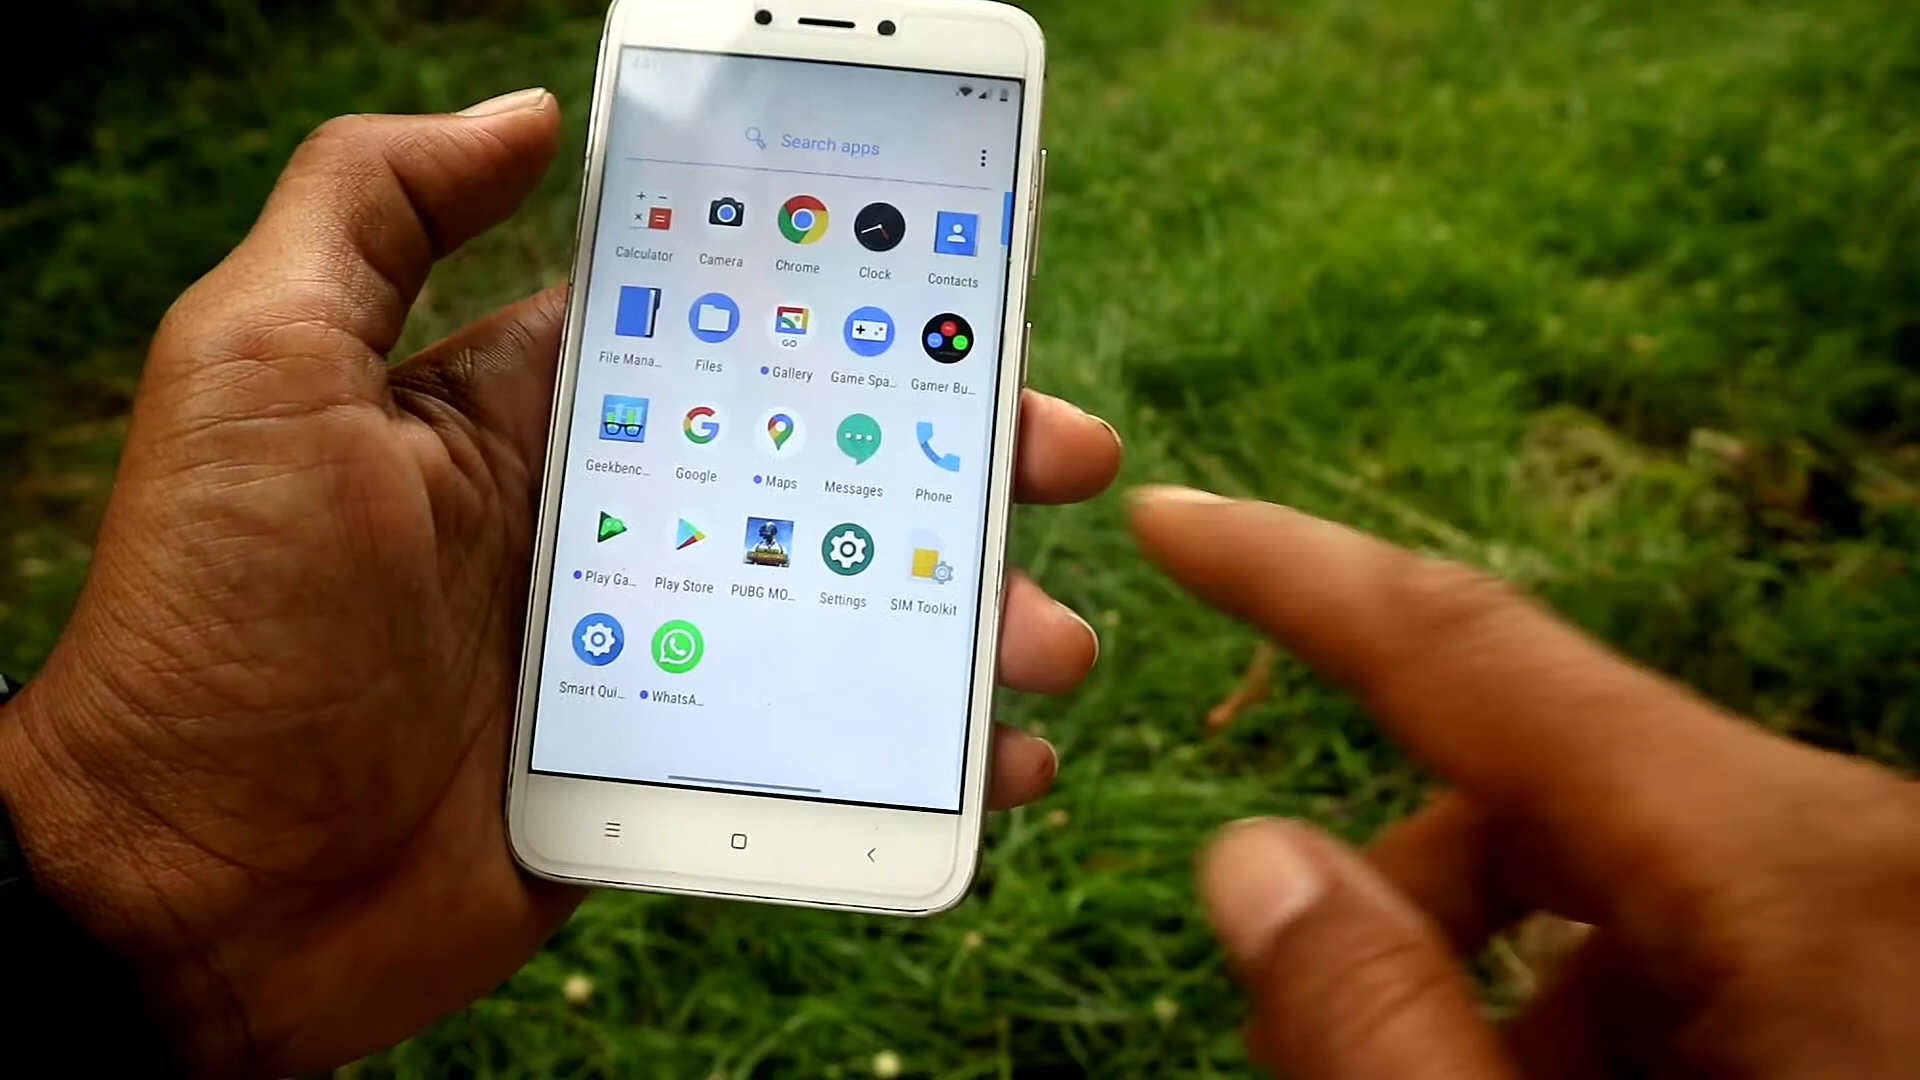 Search apps
Calculator Camera Chrome Clock Contacts
File Mana... Files Gallery Game Spa... Gamer Bu...
GO
Geekbenc... Google Maps Messages Phone
Play Ga... Play Store PUBG MO... Settings SIM Toolkit
Smart Qui... WhatsA...